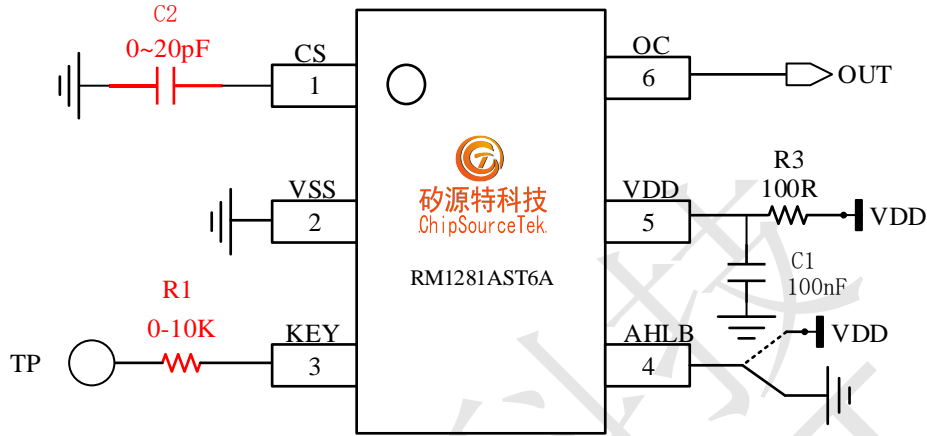 C2
0~20pF
CS
1
OC
6
OUT
VSS
2
矽源特科技
ChipSourceTek.
RM1281AST6A
VDD
5
R3
100R
VDD
C1
100nF
R1
0-10K
TP
KEY
3
AHLB
4
VDD